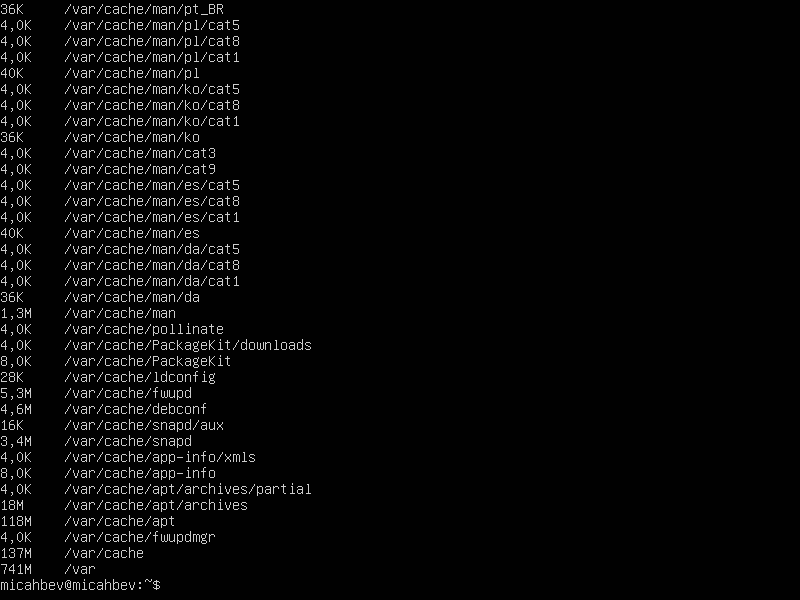 36K     /var/cache/man/pt_BR
4,0K    /var/cache/man/pl/cat5
4,0K    /var/cache/man/pl/cat8
4,0K    /var/cache/man/pl/cat1
40K     /var/cache/man/pl
4,0K    /var/cache/man/ko/cat5
4,0K    /var/cache/man/ko/cat8
4,0K    /var/cache/man/ko/cat1
36K     /var/cache/man/ko
4,0K    /var/cache/man/cat3
4,0K    /var/cache/man/cat9
4,0K    /var/cache/man/es/cat5
4,0K    /var/cache/man/es/cat8
4,0K    /var/cache/man/es/cat1
40K     /var/cache/man/es
4,0K    /var/cache/man/da/cat5
4,0K    /var/cache/man/da/cat8
4,0K    /var/cache/man/da/cat1
36K     /var/cache/man/da
1,3M    /var/cache/man
4,0K    /var/cache/pollinate
4,0K    /var/cache/PackageKit/downloads
8,0K    /var/cache/PackageKit
28K     /var/cache/ldconfig
5,3M    /var/cache/fwupd
4,6M    /var/cache/debconf
16K     /var/cache/snapd/aux
3,4M    /var/cache/snapd
4,0K    /var/cache/app-info/xmls
8,0K    /var/cache/app-info
4,0K    /var/cache/apt/archives/partial
18M     /var/cache/apt/archives
118M    /var/cache/apt
4,0K    /var/cache/fwupdmgr
137M    /var/cache
741M    /var
micahbev@micahbev:~$